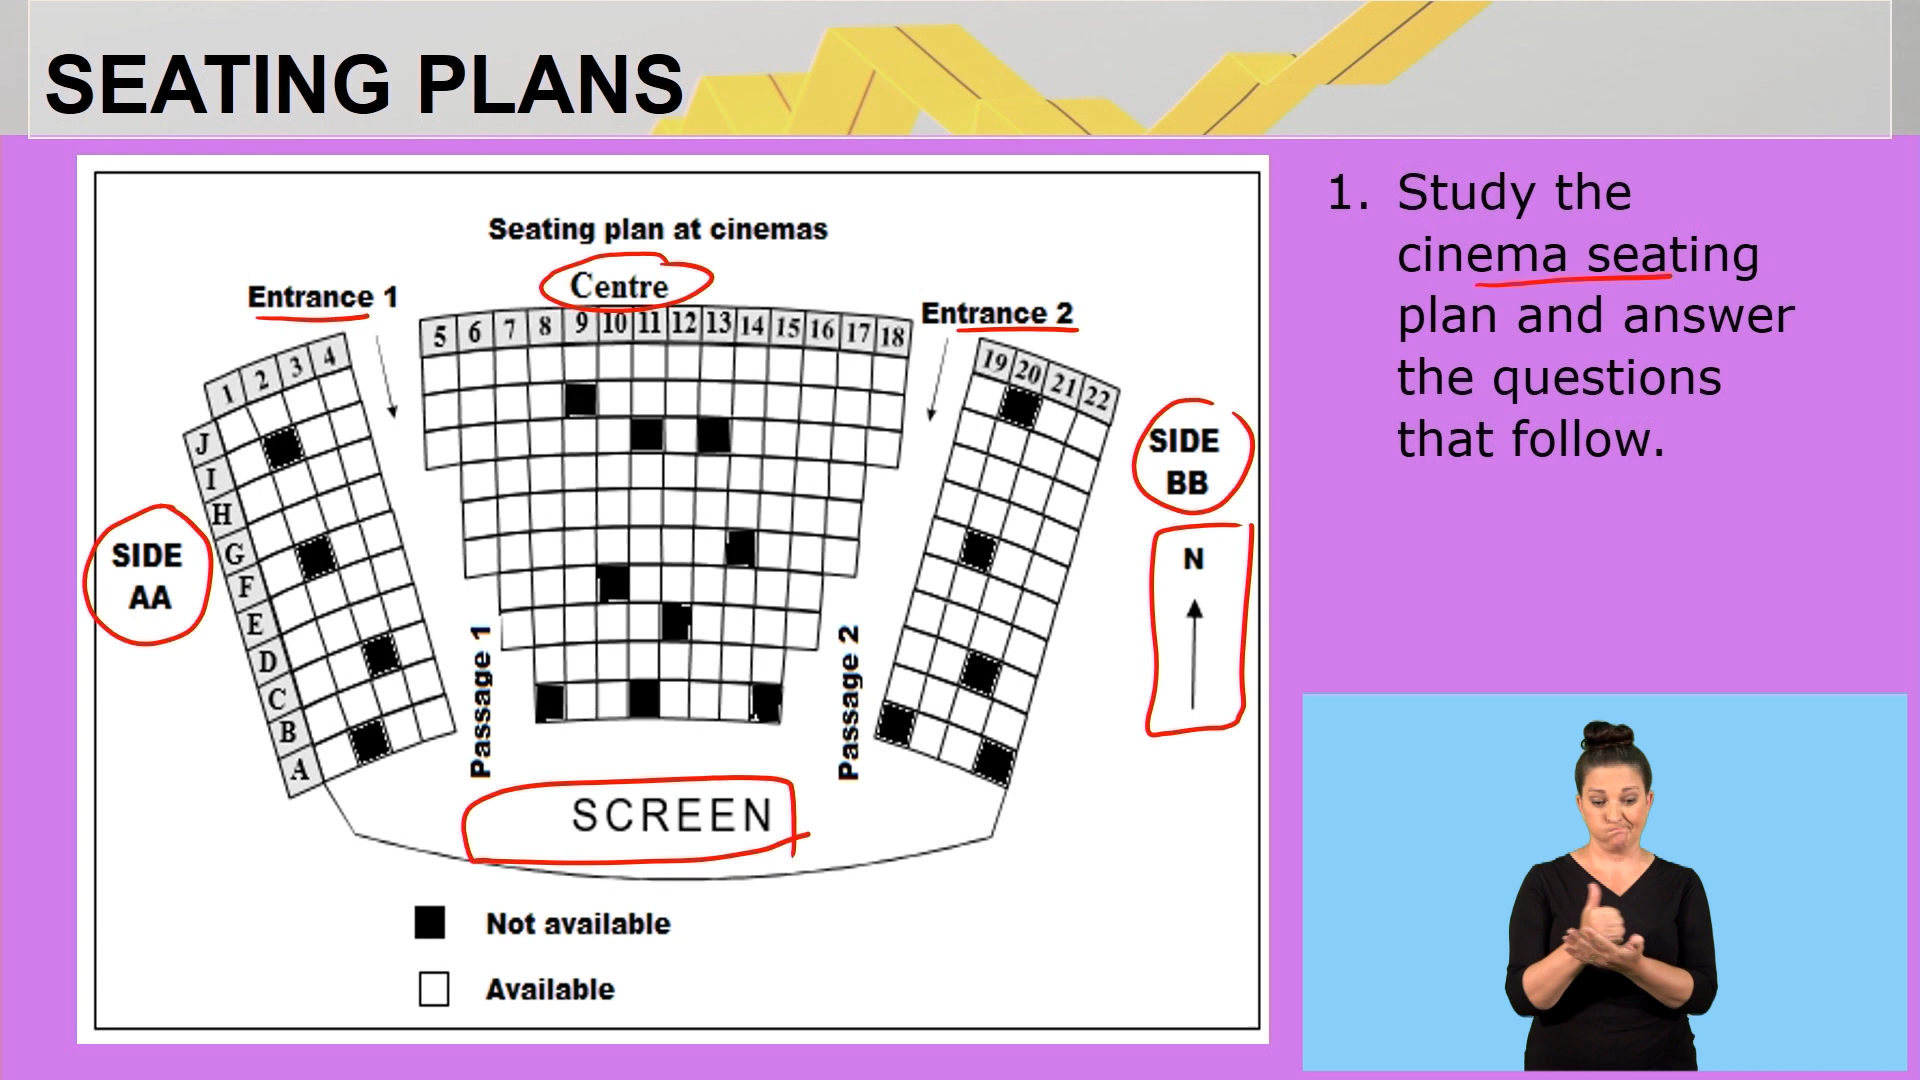 SEATING PLANS
Seating plan at cinemas
Centre
Entrance 1
Entrance 2
5 6 7 8 9 10 11 12 13 14 15 16 17 18
1 2 3 4
19 20 21 22
J
I
H
G
F
E
D
C
B
A
SIDE
AA
SIDE
BB
N
Passage 1
Passage 2
SCREEN
Not available
Available
1. Study the
cinema seating
plan and answer
the questions
that follow.